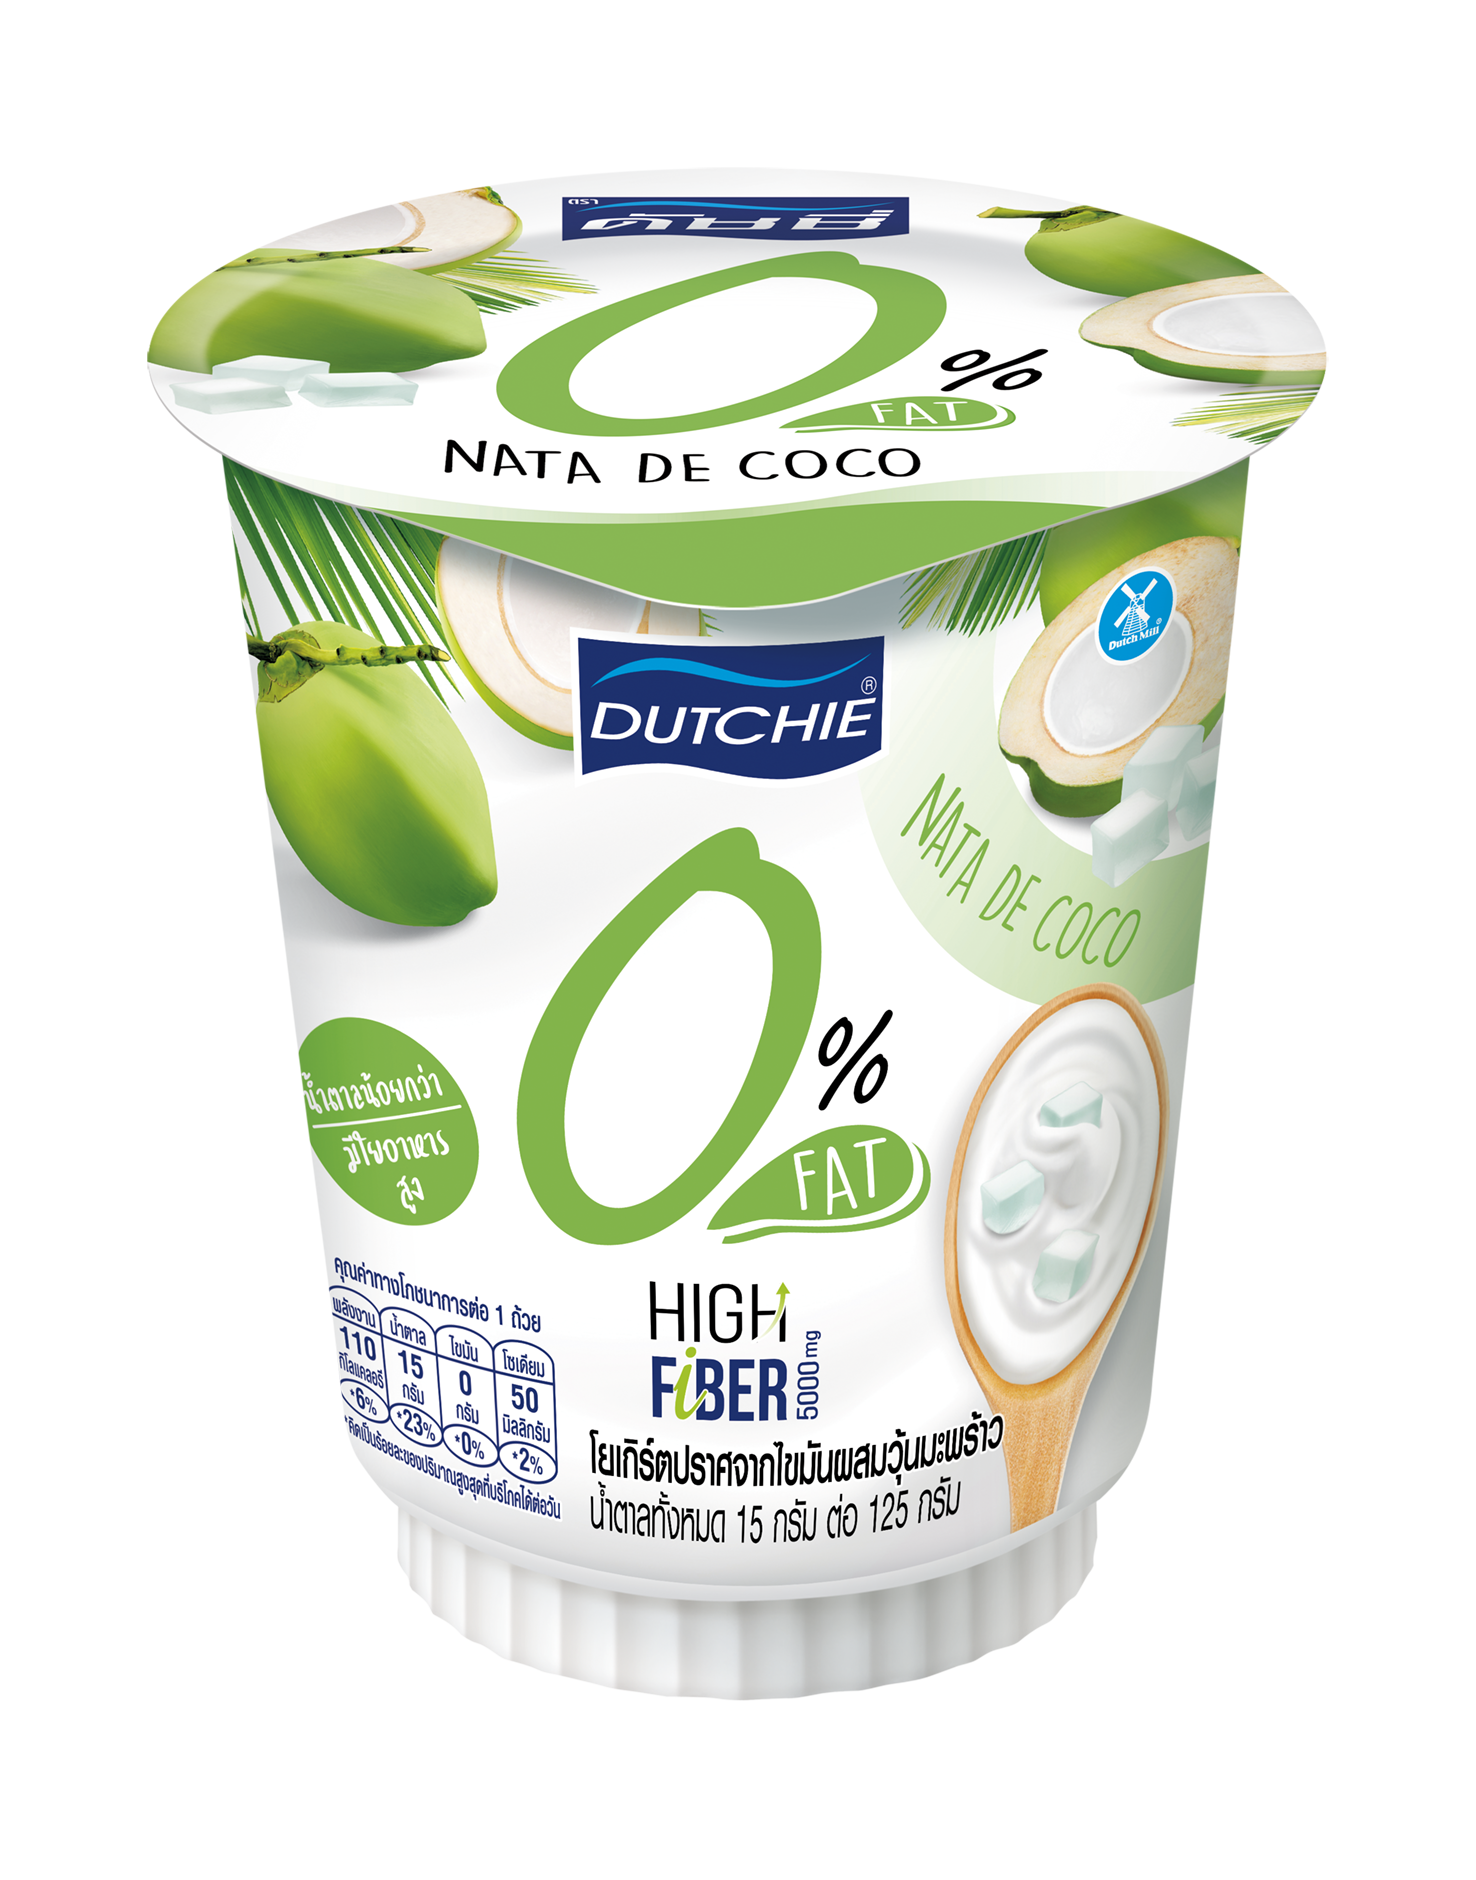 ตรา
ดัชชี่
0%
FAT
NATA DE COCO
DUTCHIE®
Dutch Mill®
NATA DE COCO
0%
FAT
น้ำตาลน้อยกว่า
มีใยอาหาร
สูง
HIGH
FiBER 5000mg
คุณค่าทางโภชนาการต่อ 1 ถ้วย
พลังงาน น้ำตาล ไขมัน โซเดียม
110 15 0 50
กิโลแคลอรี กรัม กรัม มิลลิกรัม
*6% *23% *0% *2%
*คิดเป็นร้อยละของปริมาณสูงสุดที่บริโภคได้ต่อวัน
โยเกิร์ตปราศจากไขมันผสมวุ้นมะพร้าว
น้ำตาลทั้งหมด 15 กรัม ต่อ 125 กรัม